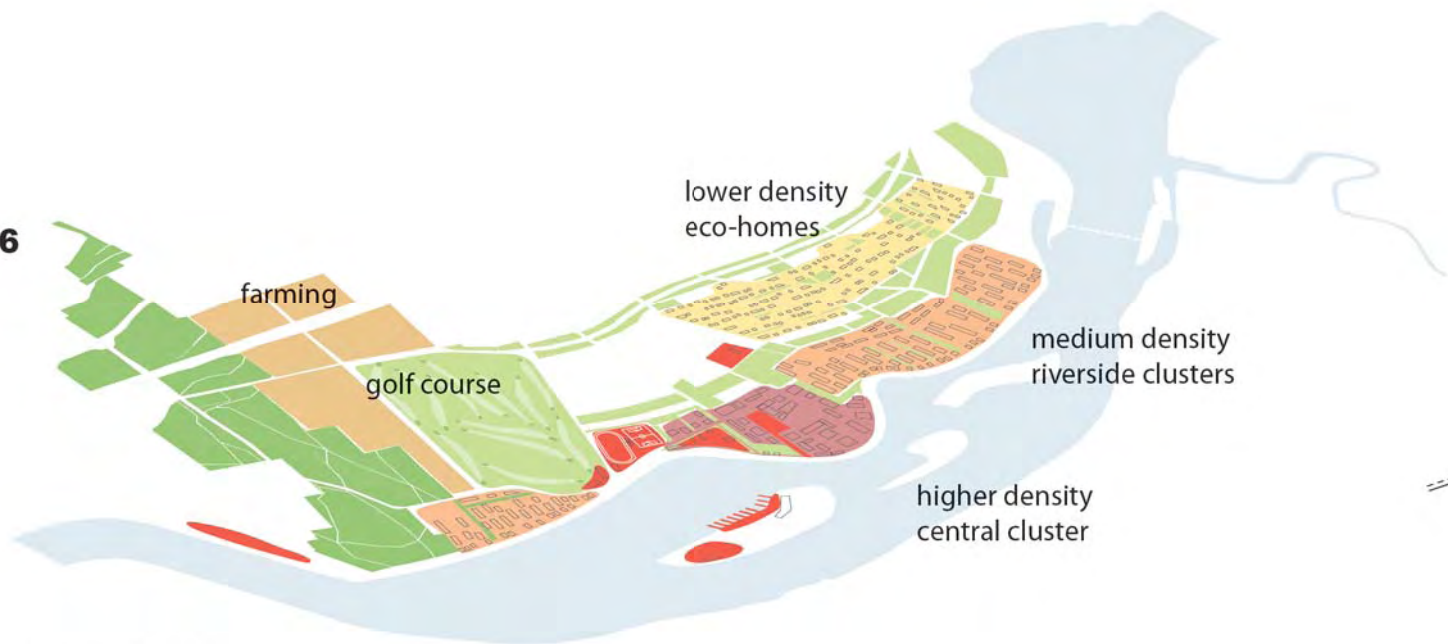 lower density
eco-homes
6
farming
golf course
medium density
riverside clusters
higher density
central cluster